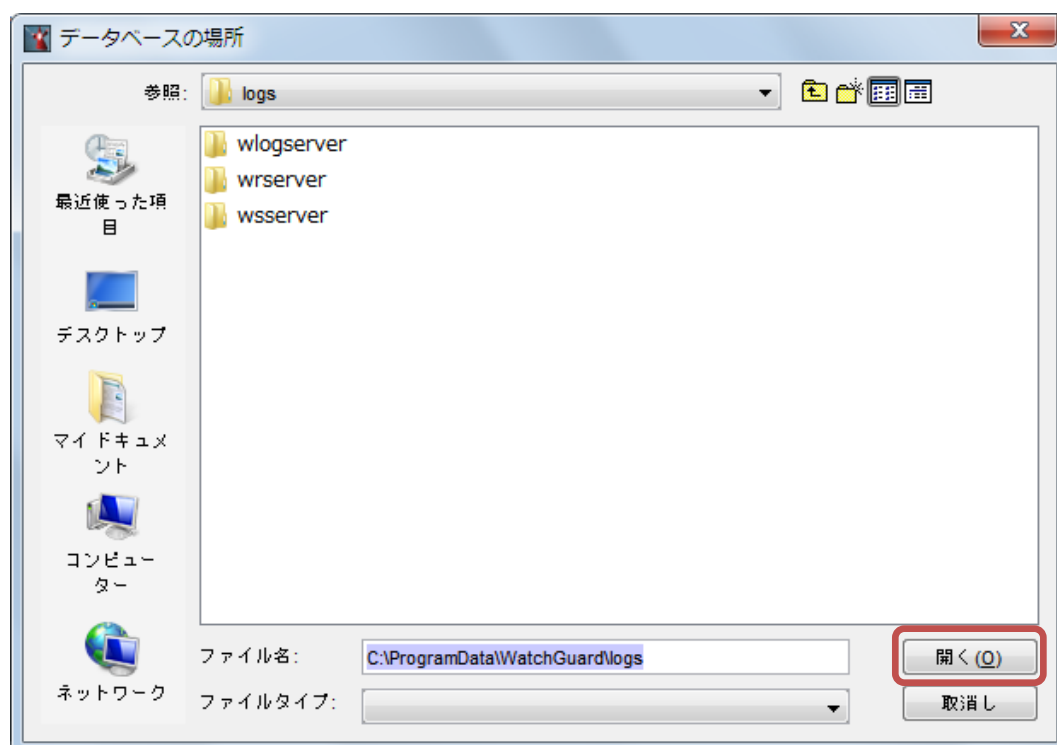 データベースの場所
参照:
logs
最近使った項
目
デスクトップ
マイ ドキュメ
ント
コンピュー
ター
ネットワーク
wlogserver
wrserver
wsserver
ファイル名:
C:\ProgramData\WatchGuard\logs
開く(O)
ファイルタイプ:
取消し